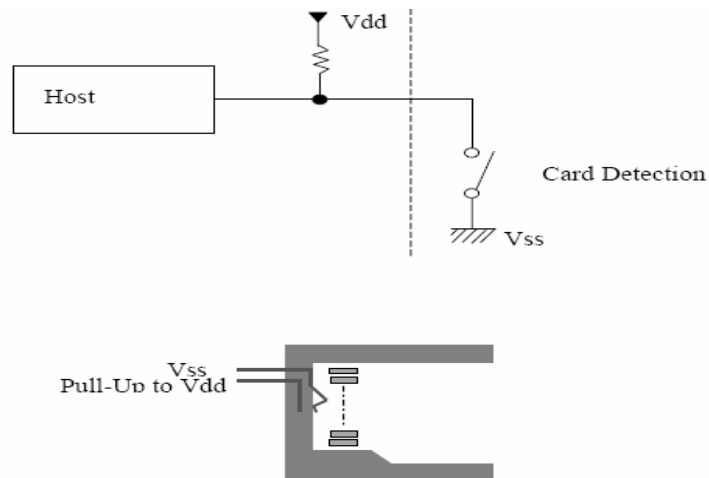 Vdd
Host
Card Detection
Vss
Vss
Pull-Up to Vdd